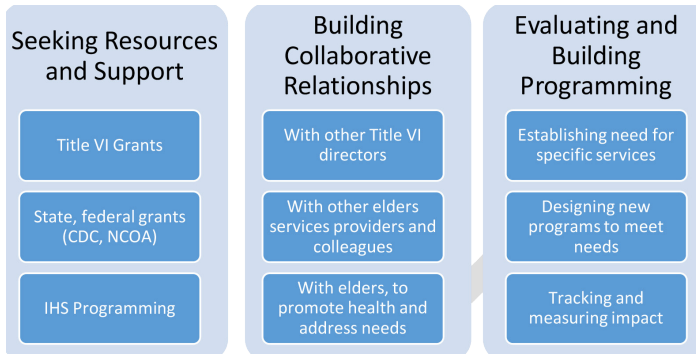 Seeking Resources
and Support
Title VI Grants
State, federal grants
(CDC, NCOA)
IHS Programming
Building
Collaborative
Relationships
With other Title VI
directors
With other elders
services providers and
colleagues
With elders, to
promote health and
address needs
Evaluating and
Building
Programming
Establishing need for
specific services
Designing new
programs to meet
needs
Tracking and
measuring impact